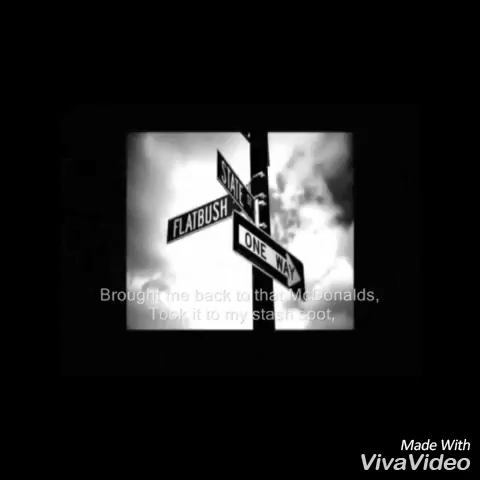 STATE ST
FLATBUSH
ONE WAY
Brought me back to that McDonalds,
Took it to my stash spot,
Made With
VivaVideo